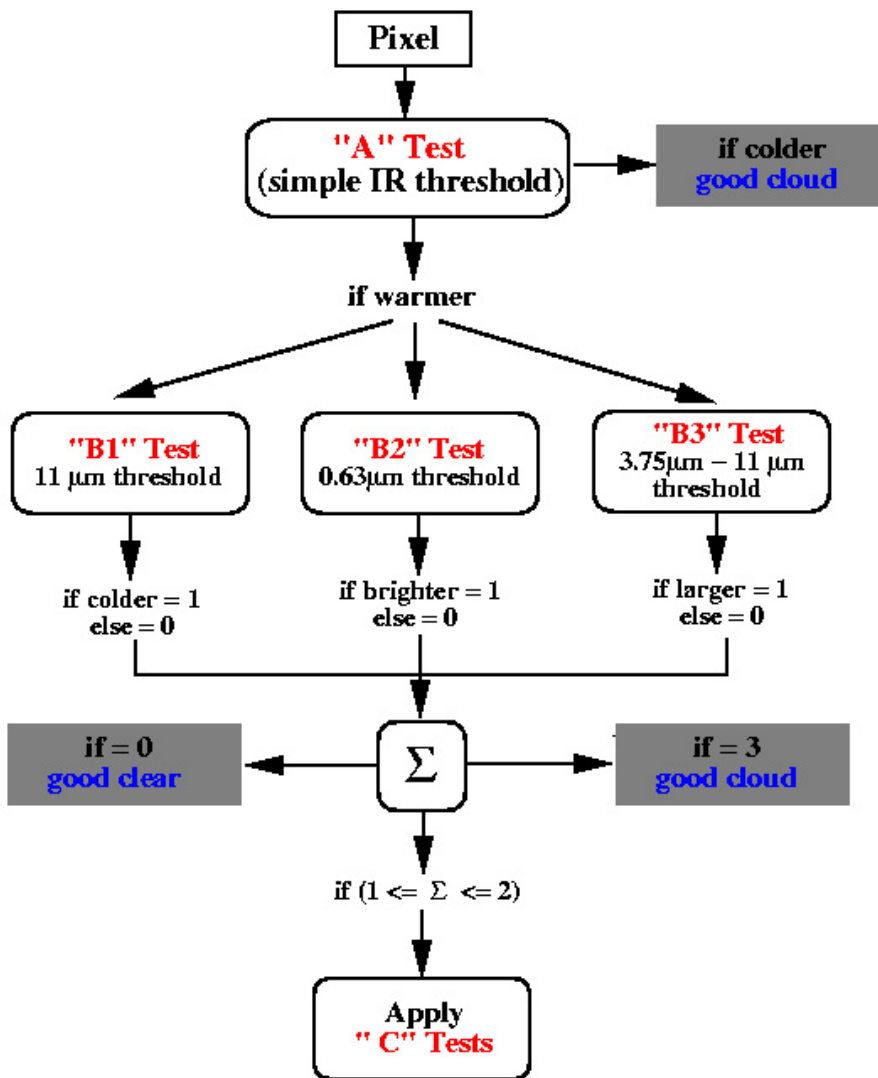 Pixel
"A" Test
(simple IR threshold)
if colder
good cloud
if warmer
"B1" Test
11 µm threshold
"B2" Test
0.63µm threshold
"B3" Test
3.75µm – 11 µm
threshold
if colder = 1
else = 0
if brighter = 1
else = 0
if larger = 1
else = 0
if = 0
good clear
Σ
if = 3
good cloud
if (1 <= Σ <= 2)
Apply
" C" Tests